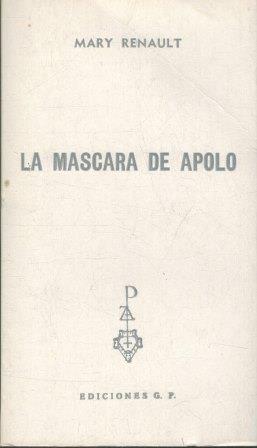 MARY RENAULT
LA MASCARA DE APOLO
EDICIONES G. P.